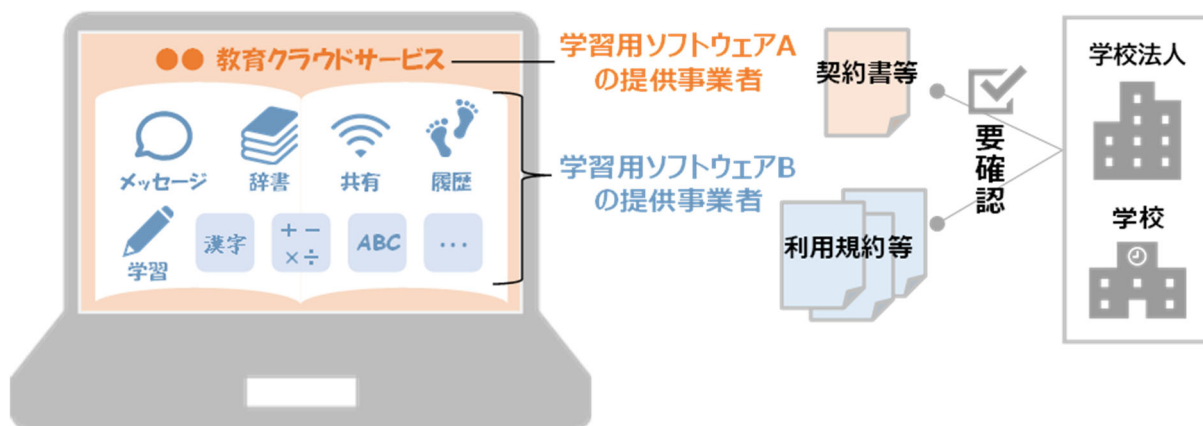 ●● 教育クラウドサービス
メッセージ
辞書
共有
履歴
学習
漢字
+ −
× ÷
ABC
...
学習用ソフトウェアA
の提供事業者
学習用ソフトウェアB
の提供事業者
契約書等
利用規約等
要確認
学校法人
学校